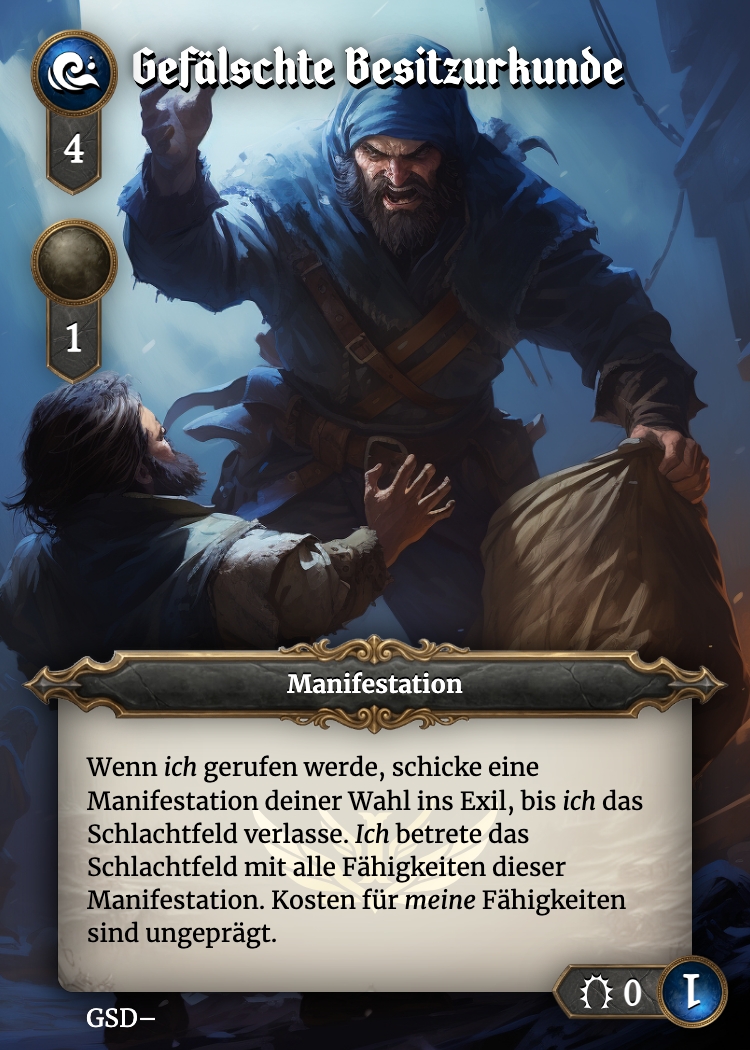 Gefälschte Besitzurkunde
4
1
Manifestation
Wenn ich gerufen werde, schicke eine
Manifestation deiner Wahl ins Exil, bis ich das
Schlachtfeld verlasse. Ich betrete das
Schlachtfeld mit alle Fähigkeiten dieser
Manifestation. Kosten für meine Fähigkeiten
sind ungeprägt.
0
GSD–